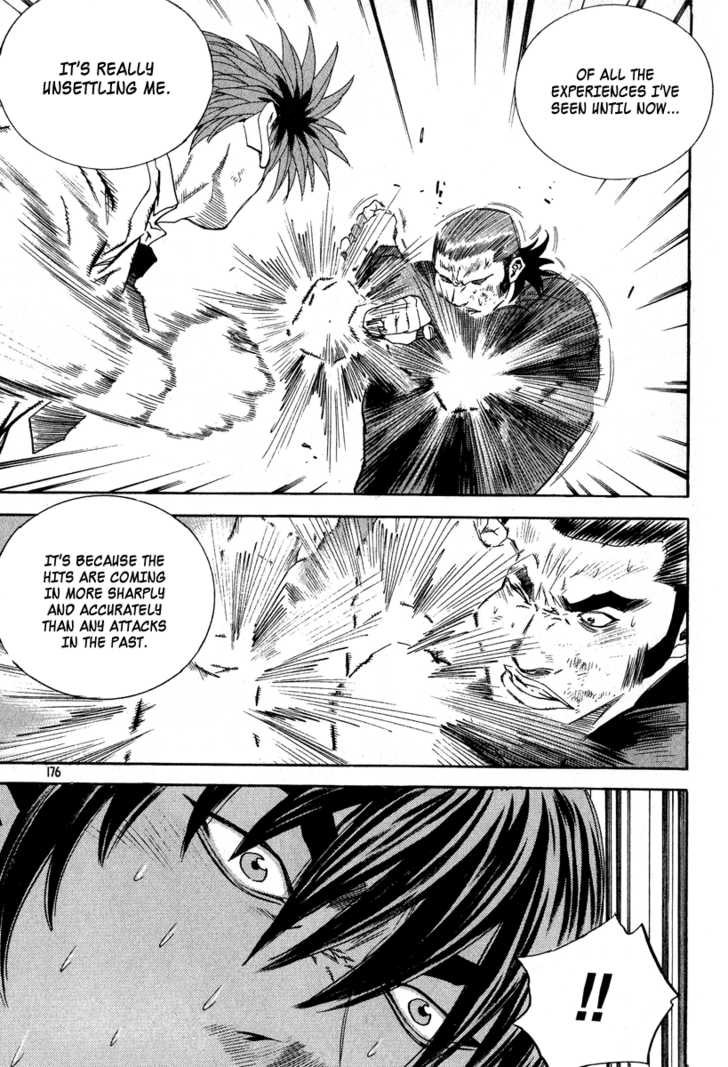 OF ALL THE
EXPERIENCES I'VE
SEEN UNTIL NOW...
IT'S REALLY
UNSETTLING ME.
IT'S BECAUSE THE
HITS ARE COMING
IN MORE SHARPLY
AND ACCURATELY
THAN ANY ATTACKS
IN THE PAST.
176
!!